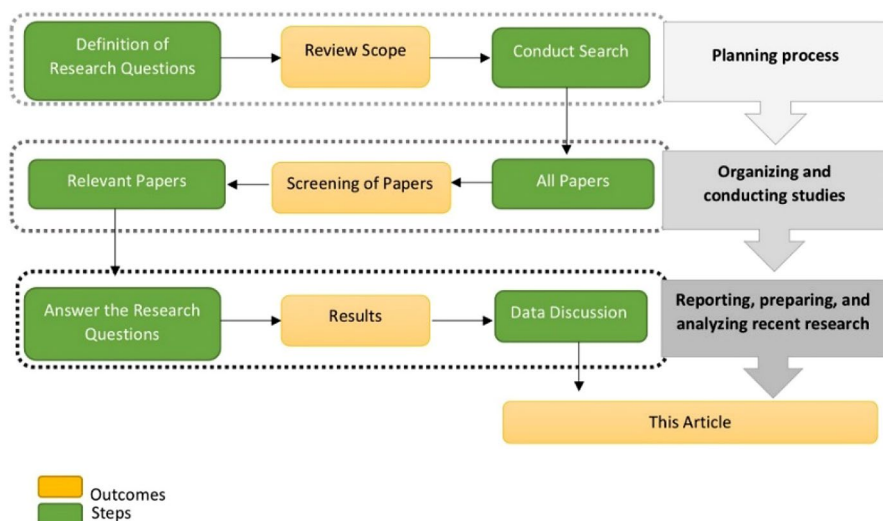 Definition of
Research Questions
Review Scope
Conduct Search
Planning process
Relevant Papers
Screening of Papers
All Papers
Organizing and
conducting studies
Answer the Research
Questions
Results
Data Discussion
Reporting, preparing, and
analyzing recent research
This Article
Outcomes
Steps